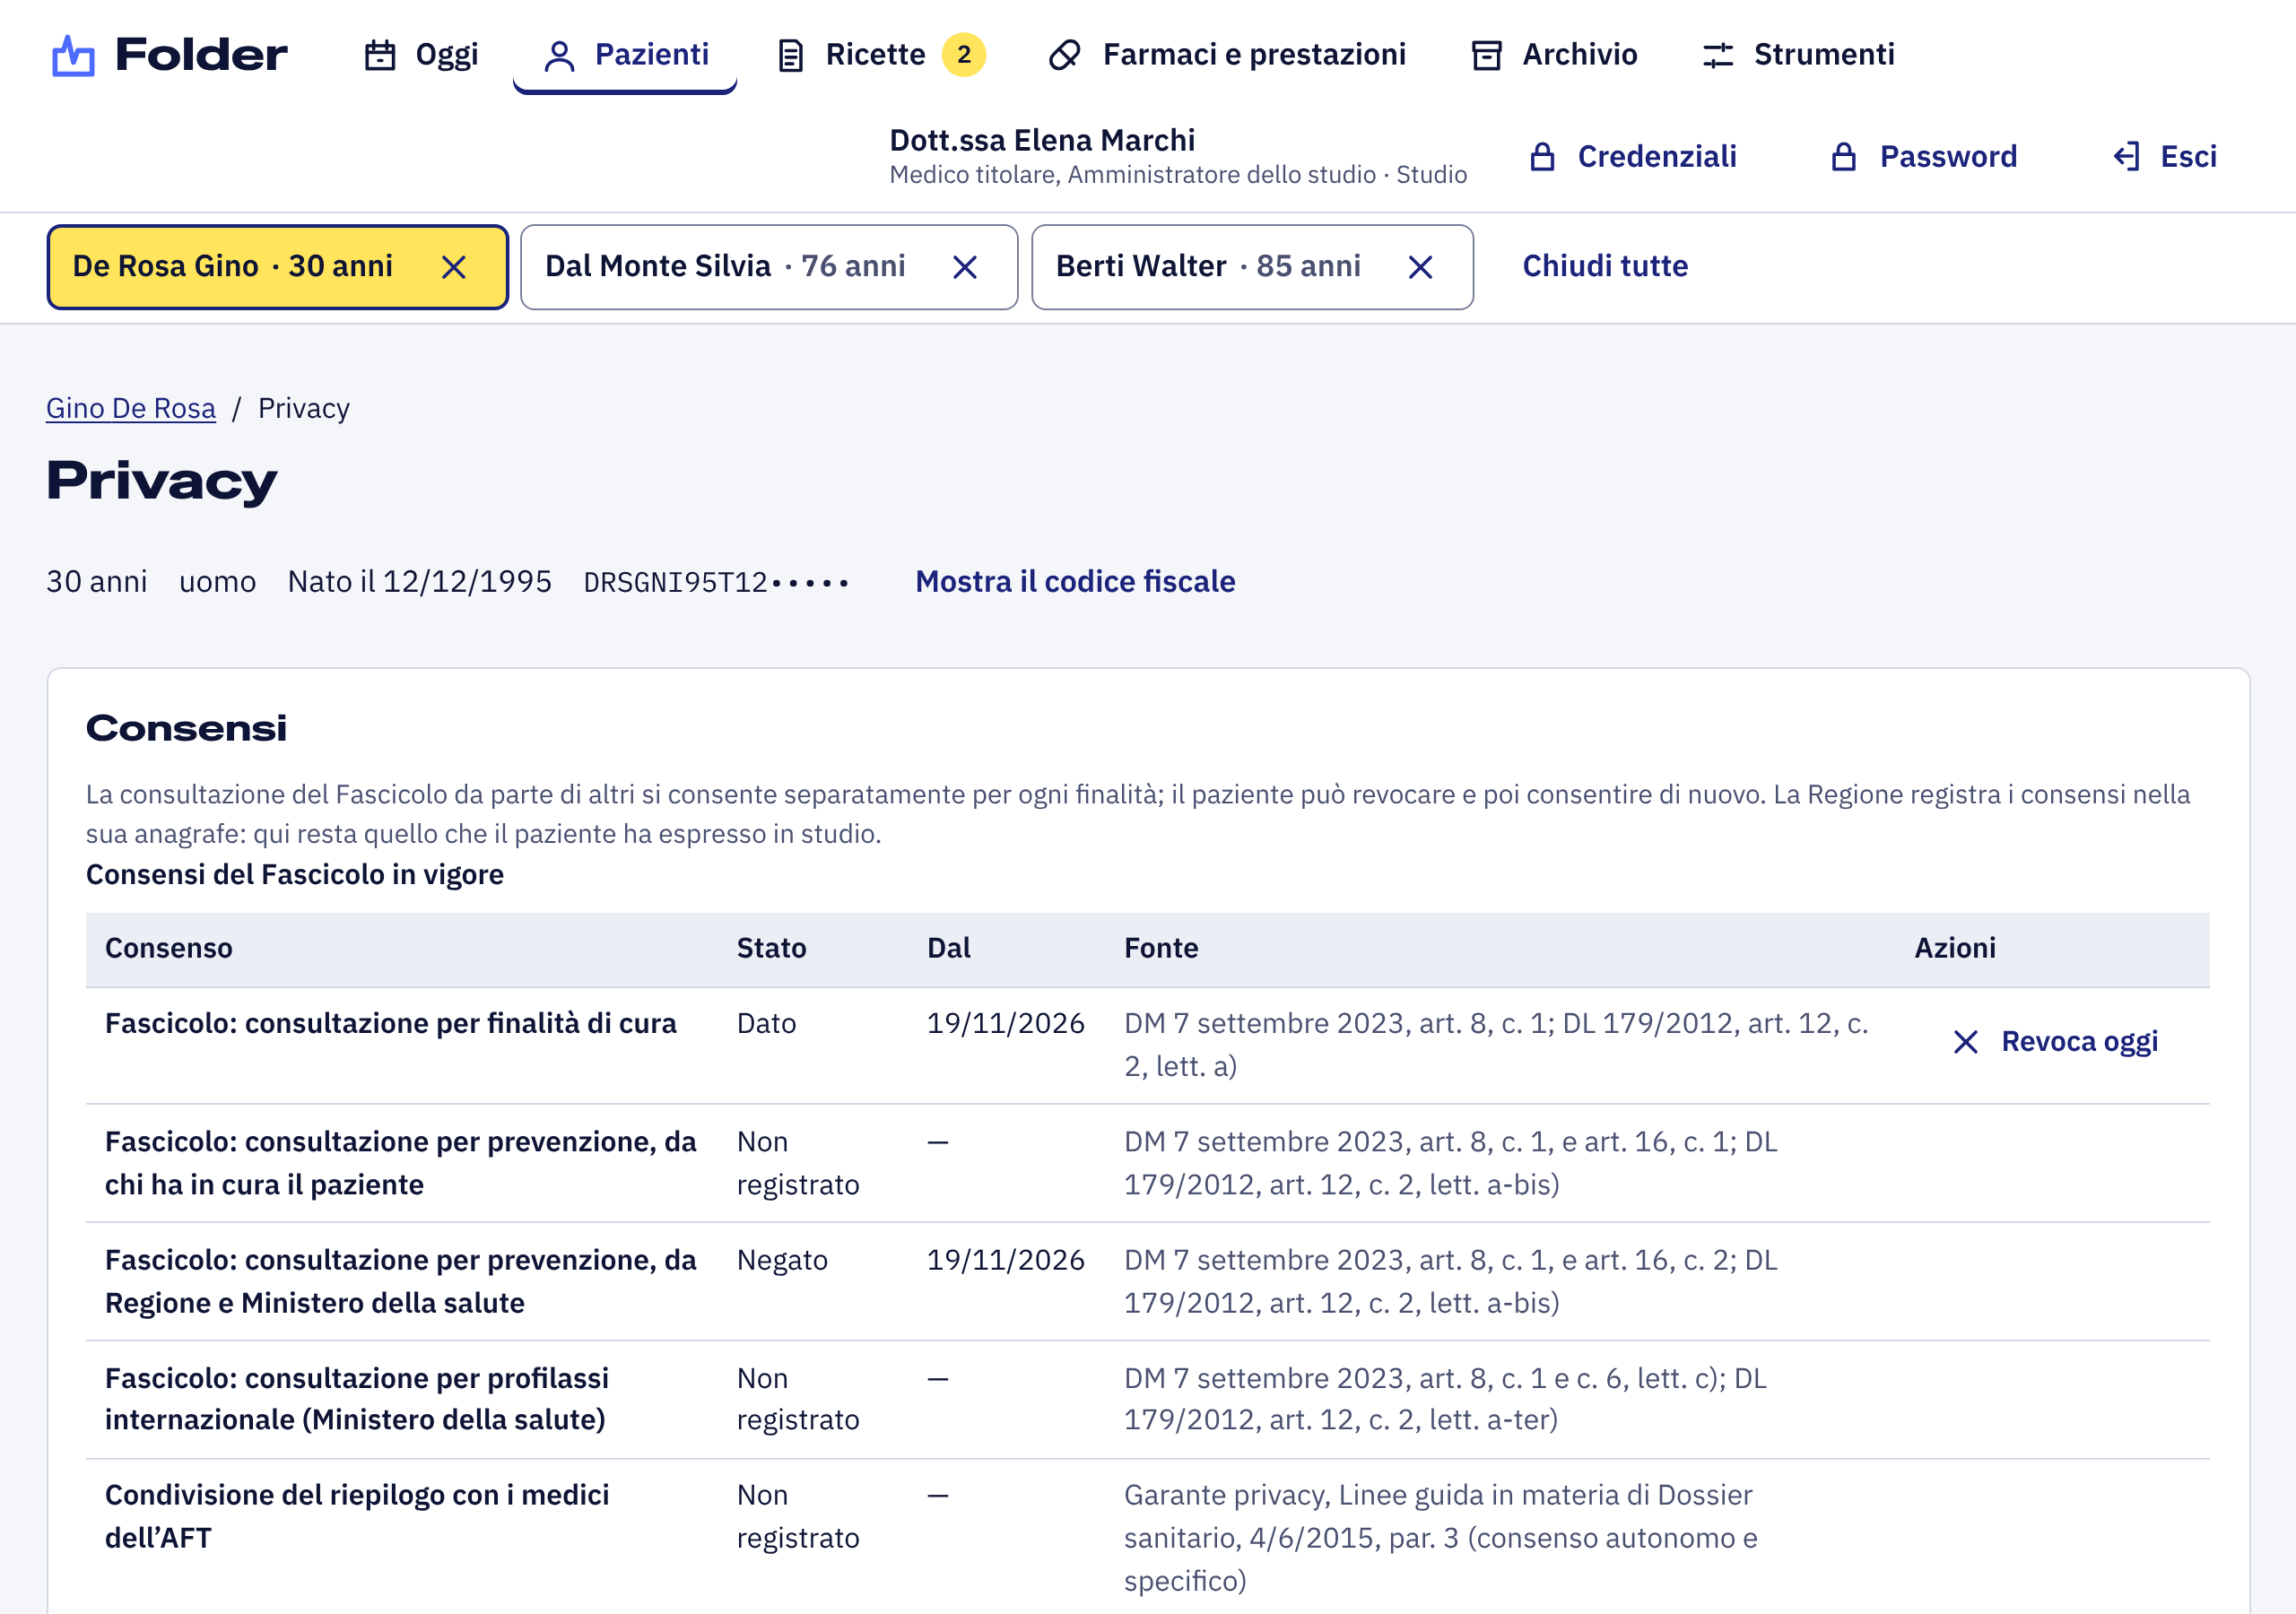 Folder
Oggi
Pazienti
Ricette 2
Farmaci e prestazioni
Archivio
Strumenti
Dott.ssa Elena Marchi
Medico titolare, Amministratore dello studio · Studio
Credenziali
Password
Esci
De Rosa Gino · 30 anni
Dal Monte Silvia · 76 anni
Berti Walter · 85 anni
Chiudi tutte
Gino De Rosa / Privacy
Privacy
30 anni uomo Nato il 12/12/1995 DRSGNI95T12••••• Mostra il codice fiscale
Consensi
La consultazione del Fascicolo da parte di altri si consente separatamente per ogni finalità; il paziente può revocare e poi consentire di nuovo. La Regione registra i consensi nella
sua anagrafe: qui resta quello che il paziente ha espresso in studio.
Consensi del Fascicolo in vigore
Consenso Stato Dal Fonte Azioni
Fascicolo: consultazione per finalità di cura Dato 19/11/2026 DM 7 settembre 2023, art. 8, c. 1; DL 179/2012, art. 12, c.
2, lett. a)
Revoca oggi
Fascicolo: consultazione per prevenzione, da Non — DM 7 settembre 2023, art. 8, c. 1, e art. 16, c. 1; DL
chi ha in cura il paziente registrato 179/2012, art. 12, c. 2, lett. a-bis)
Fascicolo: consultazione per prevenzione, da Negato 19/11/2026 DM 7 settembre 2023, art. 8, c. 1, e art. 16, c. 2; DL
Regione e Ministero della salute 179/2012, art. 12, c. 2, lett. a-bis)
Fascicolo: consultazione per profilassi Non — DM 7 settembre 2023, art. 8, c. 1 e c. 6, lett. c); DL
internazionale (Ministero della salute) registrato 179/2012, art. 12, c. 2, lett. a-ter)
Condivisione del riepilogo con i medici Non — Garante privacy, Linee guida in materia di Dossier
dell’AFT registrato sanitario, 4/6/2015, par. 3 (consenso autonomo e
specifico)